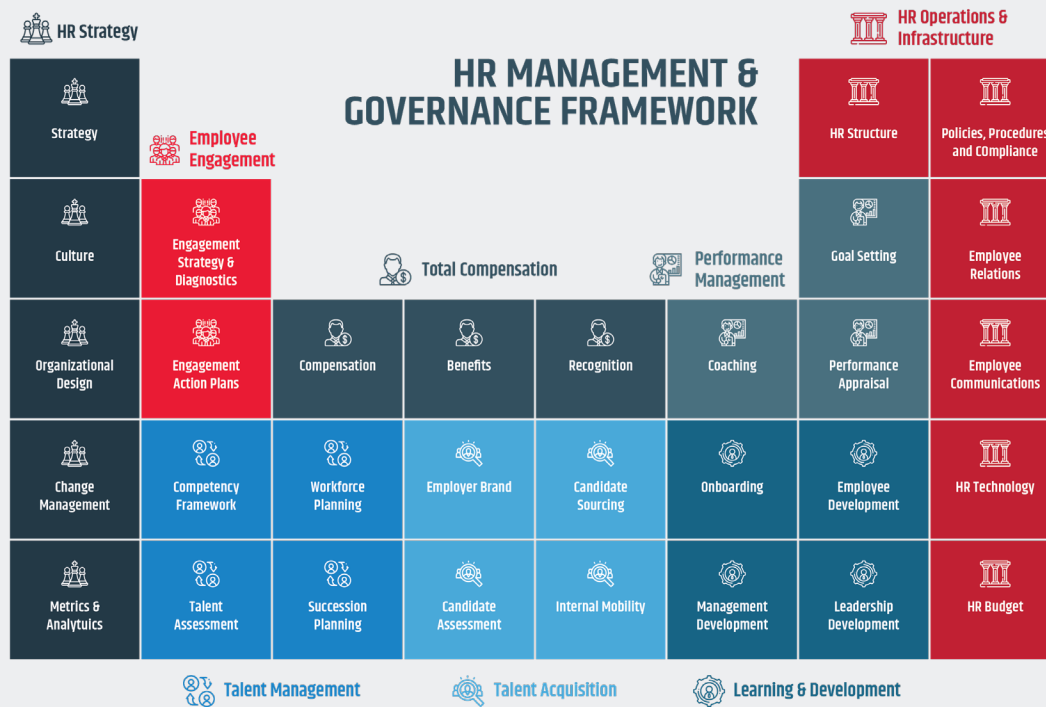 HR Strategy
HR Operations &
Infrastructure
HR MANAGEMENT &
GOVERNANCE FRAMEWORK
Strategy
Employee
Engagement
HR Structure
Policies, Procedures
and COmpliance
Culture
Engagement
Strategy &
Diagnostics
Total Compensation
Performance
Management
Goal Setting
Employee
Relations
Organizational
Design
Engagement
Action Plans
Compensation
Benefits
Recognition
Coaching
Performance
Appraisal
Employee
Communications
Change
Management
Competency
Framework
Workforce
Planning
Employer Brand
Candidate
Sourcing
Onboarding
Employee
Development
HR Technology
Metrics &
Analytuics
Talent
Assessment
Succession
Planning
Candidate
Assessment
Internal Mobility
Management
Development
Leadership
Development
HR Budget
Talent Management
Talent Acquisition
Learning & Development